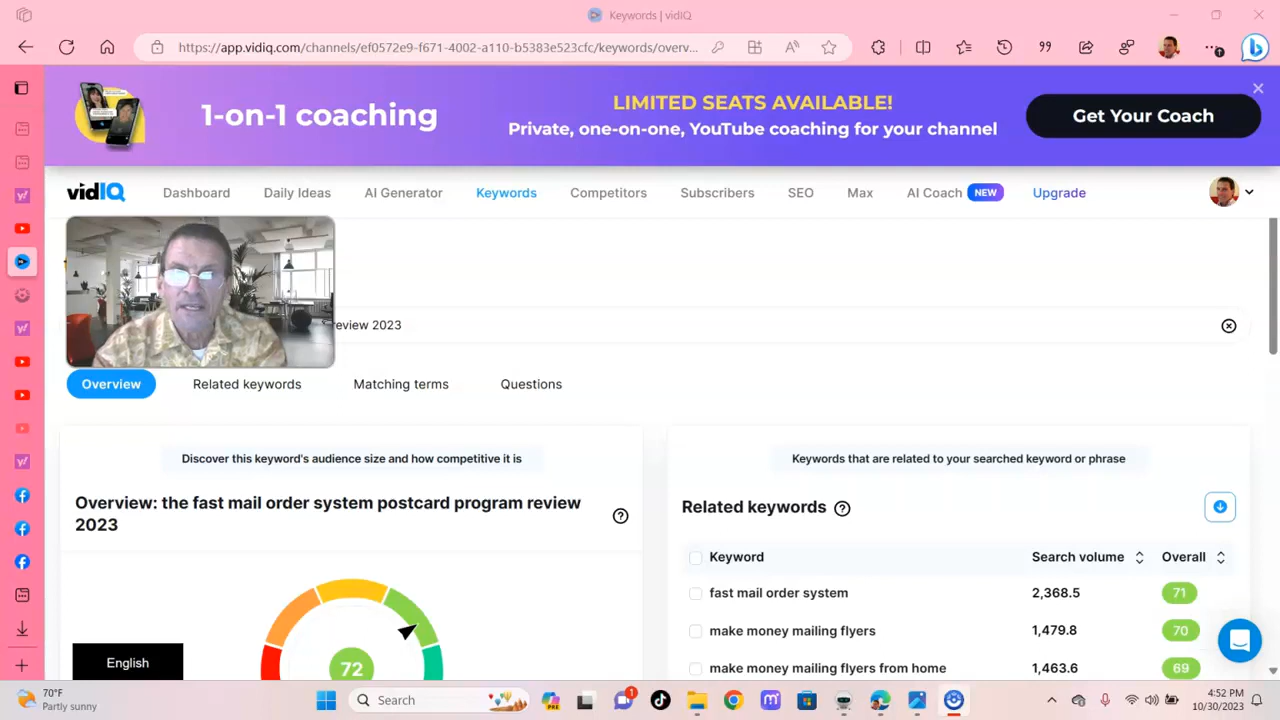 Keywords | vidIQ
https://app.vidiq.com/channels/ef0572e9-f671-4002-a110-b5383e523cfc/keywords/overv...
1-on-1 coaching
LIMITED SEATS AVAILABLE!
Private, one-on-one, YouTube coaching for your channel
Get Your Coach
vidIQ
Dashboard
Daily Ideas
AI Generator
Keywords
Competitors
Subscribers
SEO
Max
AI Coach NEW
Upgrade
review 2023
Overview
Related keywords
Matching terms
Questions
Discover this keyword's audience size and how competitive it is
Overview: the fast mail order system postcard program review
2023
72
English
Keywords that are related to your searched keyword or phrase
Related keywords
Keyword Search volume Overall
fast mail order system 2,368.5 71
make money mailing flyers 1,479.8 70
make money mailing flyers from home 1,463.6 69
70°F
Partly sunny
Search
PRE
1
4:52 PM
10/30/2023